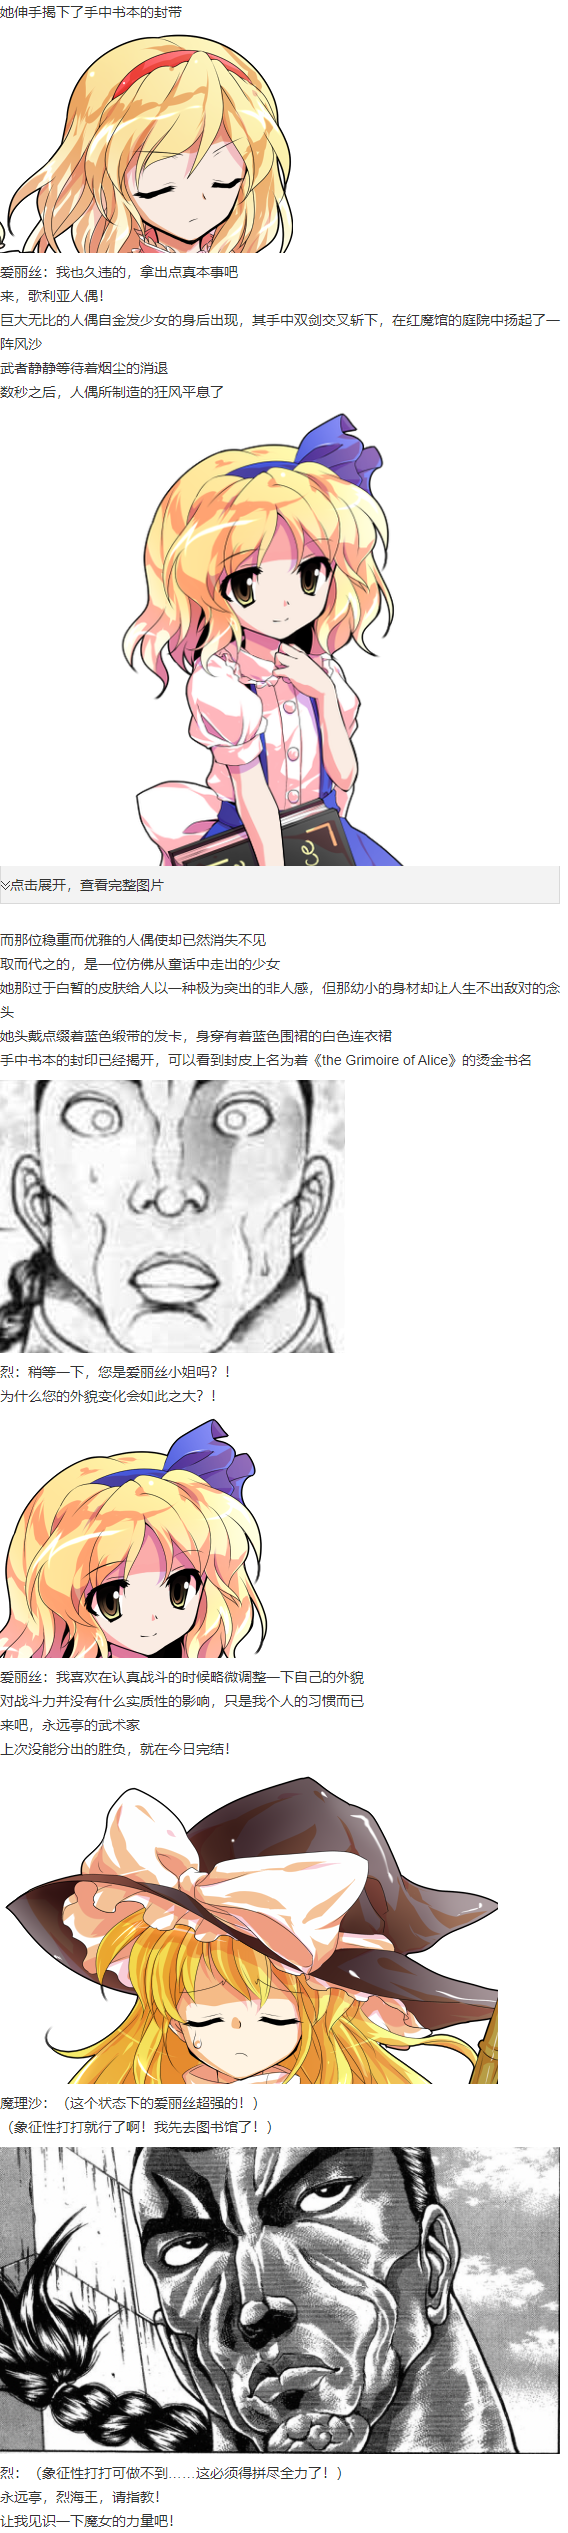 她伸手揭下了手中书本的封带
爱丽丝：我也久违的，拿出点真本事吧
来，歌利亚人偶！
巨大无比的人偶自金发少女的身后出现，其手中双剑交叉斩下，在红魔馆的庭院中扬起了一
阵风沙
武者静静等待着烟尘的消退
数秒之后，人偶所制造的狂风平息了
点击展开，查看完整图片
而那位稳重而优雅的人偶使却已然消失不见
取而代之的，是一位仿佛从童话中走出的少女
她那过于白皙的皮肤给人以一种极为突出的非人感，但那幼小的身材却让人生不出敌对的念
头
她头戴点缀着蓝色缎带的发卡，身穿有着蓝色围裙的白色连衣裙
手中书本的封印已经揭开，可以看到封皮上名为着《the Grimoire of Alice》的烫金书名
烈：稍等一下，您是爱丽丝小姐吗？！
为什么您的外貌变化会如此之大？！
爱丽丝：我喜欢在认真战斗的时候略微调整一下自己的外貌
对战斗力并没有什么实质性的影响，只是我个人的习惯而已
来吧，永远亭的武术家
上次没能分出的胜负，就在今日完结！
魔理沙：（这个状态下的爱丽丝超强的！）
（象征性打打就行了啊！我先去图书馆了！）
烈：（象征性打打可做不到……这必须得拼尽全力了！）
永远亭，烈海王，请指教！
让我见识一下魔女的力量吧！